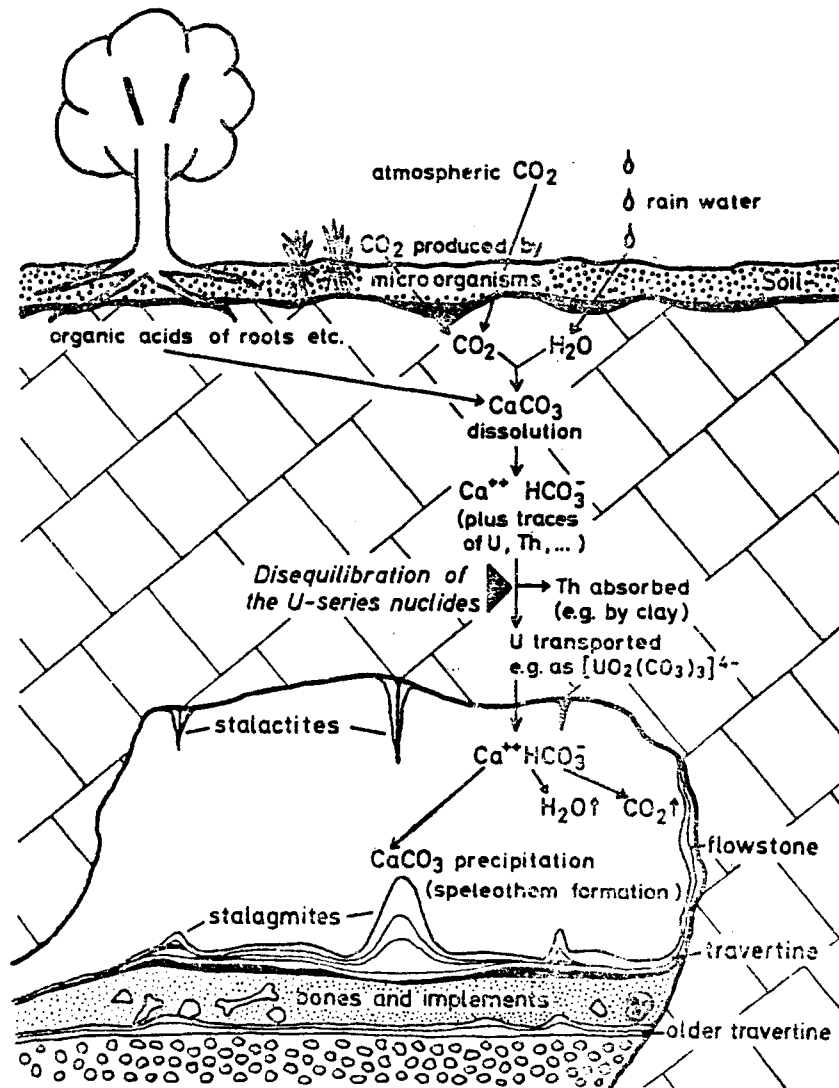 atmospheric CO₂
rain water
CO₂ produced by
microorganisms
Soil
organic acids of roots etc.
CO₂ H₂O
CaCO₃
dissolution
Ca⁺⁺ HCO₃⁻
(plus traces
of U, Th,...)
Disequilibration of
the U-series nuclides
Th absorbed
(e.g. by clay)
U transported
e.g. as [UO₂(CO₃)₃]⁴⁻
stalactites
Ca⁺⁺HCO₃⁻
H₂O↑ CO₂↑
flowstone
CaCO₃ precipitation
(speleothem formation)
stalagmites
travertine
bones and implements
older travertine